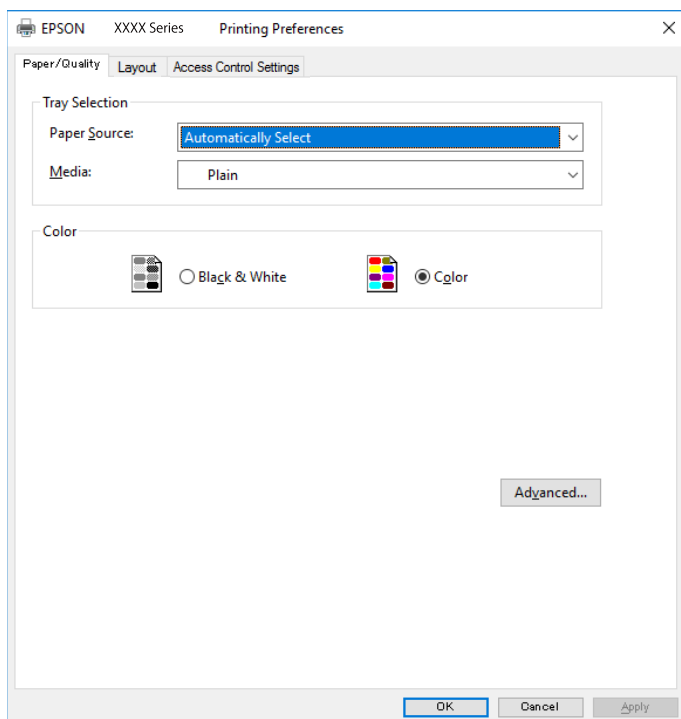 EPSON XXXX Series Printing Preferences
Paper/Quality Layout Access Control Settings
Tray Selection
Paper Source: Automatically Select
Media: Plain
Color
Black & White Color
Advanced...
OK Cancel Apply